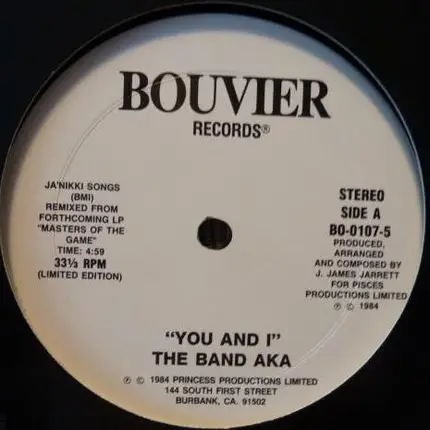 BOUVIER
RECORDS®
JA'NIKKI SONGS
(BMI)
REMIXED FROM
FORTHCOMING LP
"MASTERS OF THE
GAME"
TIME: 4:59
33⅓ RPM
(LIMITED EDITION)
STEREO
SIDE A
BO-0107-5
PRODUCED,
ARRANGED
AND COMPOSED BY
J. JAMES JARRETT
FOR PISCES
PRODUCTIONS LIMITED
℗ © 1984
"YOU AND I"
THE BAND AKA
℗ © 1984 PRINCESS PRODUCTIONS LIMITED
144 SOUTH FIRST STREET
BURBANK, CA. 91502